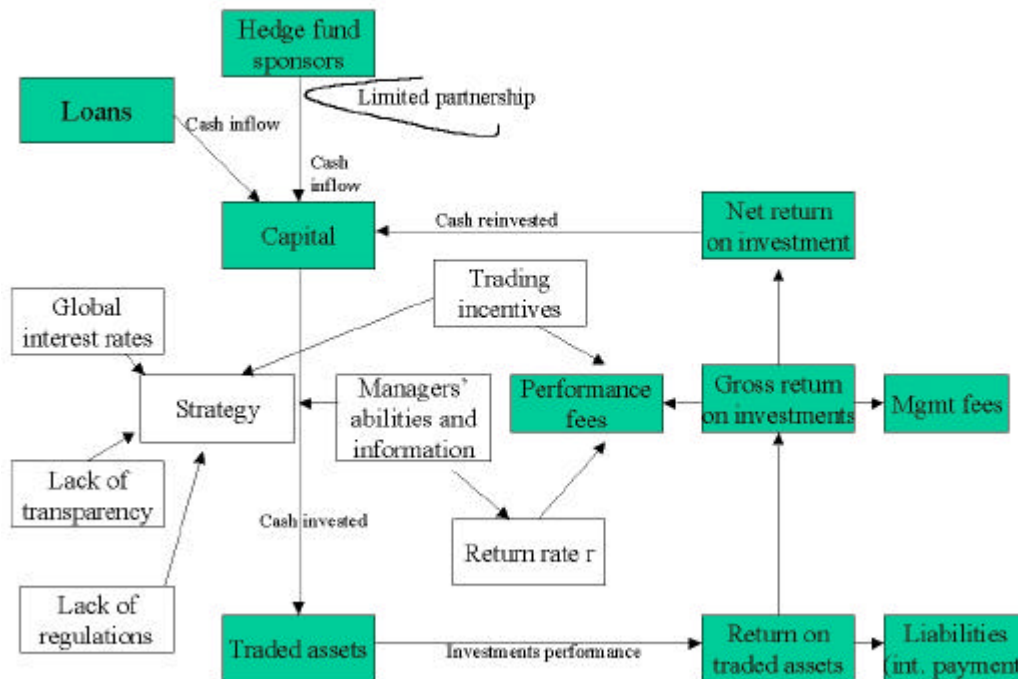 Hedge fund
sponsors
Limited partnership
Loans
Cash inflow
Cash
inflow
Capital
Cash reinvested
Net return
on investment
Trading
incentives
Global
interest rates
Strategy
Managers'
abilities and
information
Performance
fees
Gross return
on investments
Mgmt fees
Lack of
transparency
Cash invested
Return rate r
Lack of
regulations
Traded assets
Investments performance
Return on
traded assets
Liabilities
(int. payment